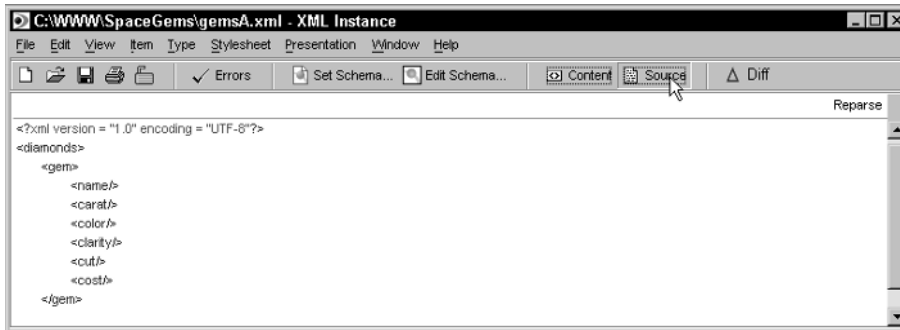 C:\WWW\SpaceGems\gemsA.xml - XML Instance
File Edit View Item Type Stylesheet Presentation Window Help
Errors Set Schema... Edit Schema... Content Source Δ Diff
Reparse
<?xml version = "1.0" encoding = "UTF-8"?>
<diamonds>
<gem>
<name/>
<carat/>
<color/>
<clarity/>
<cut/>
<cost/>
</gem>